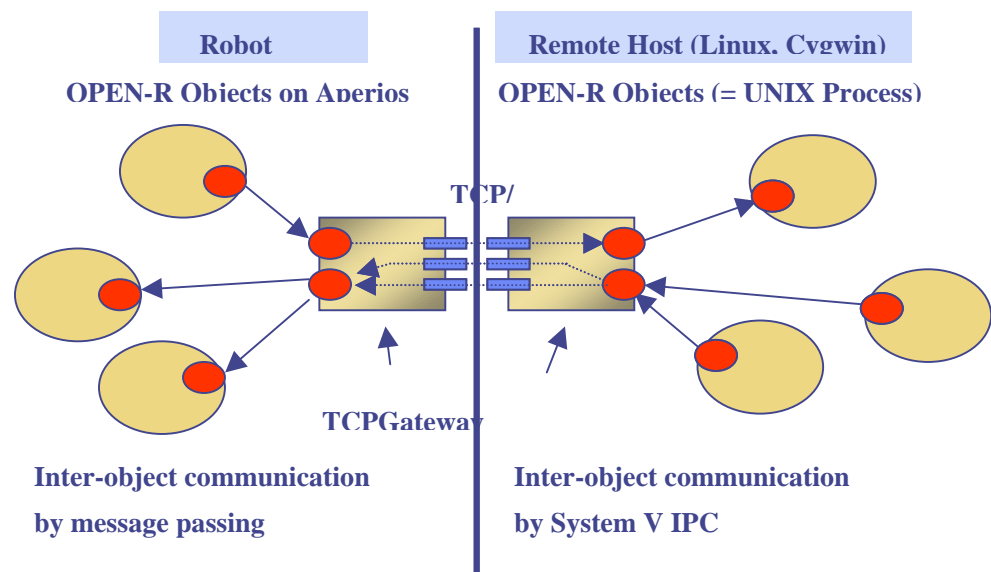 Robot
Remote Host (Linux, Cygwin)
OPEN-R Objects on Aperios
OPEN-R Objects (= UNIX Process)
TCP/
TCPGateway
Inter-object communication
by message passing
Inter-object communication
by System V IPC